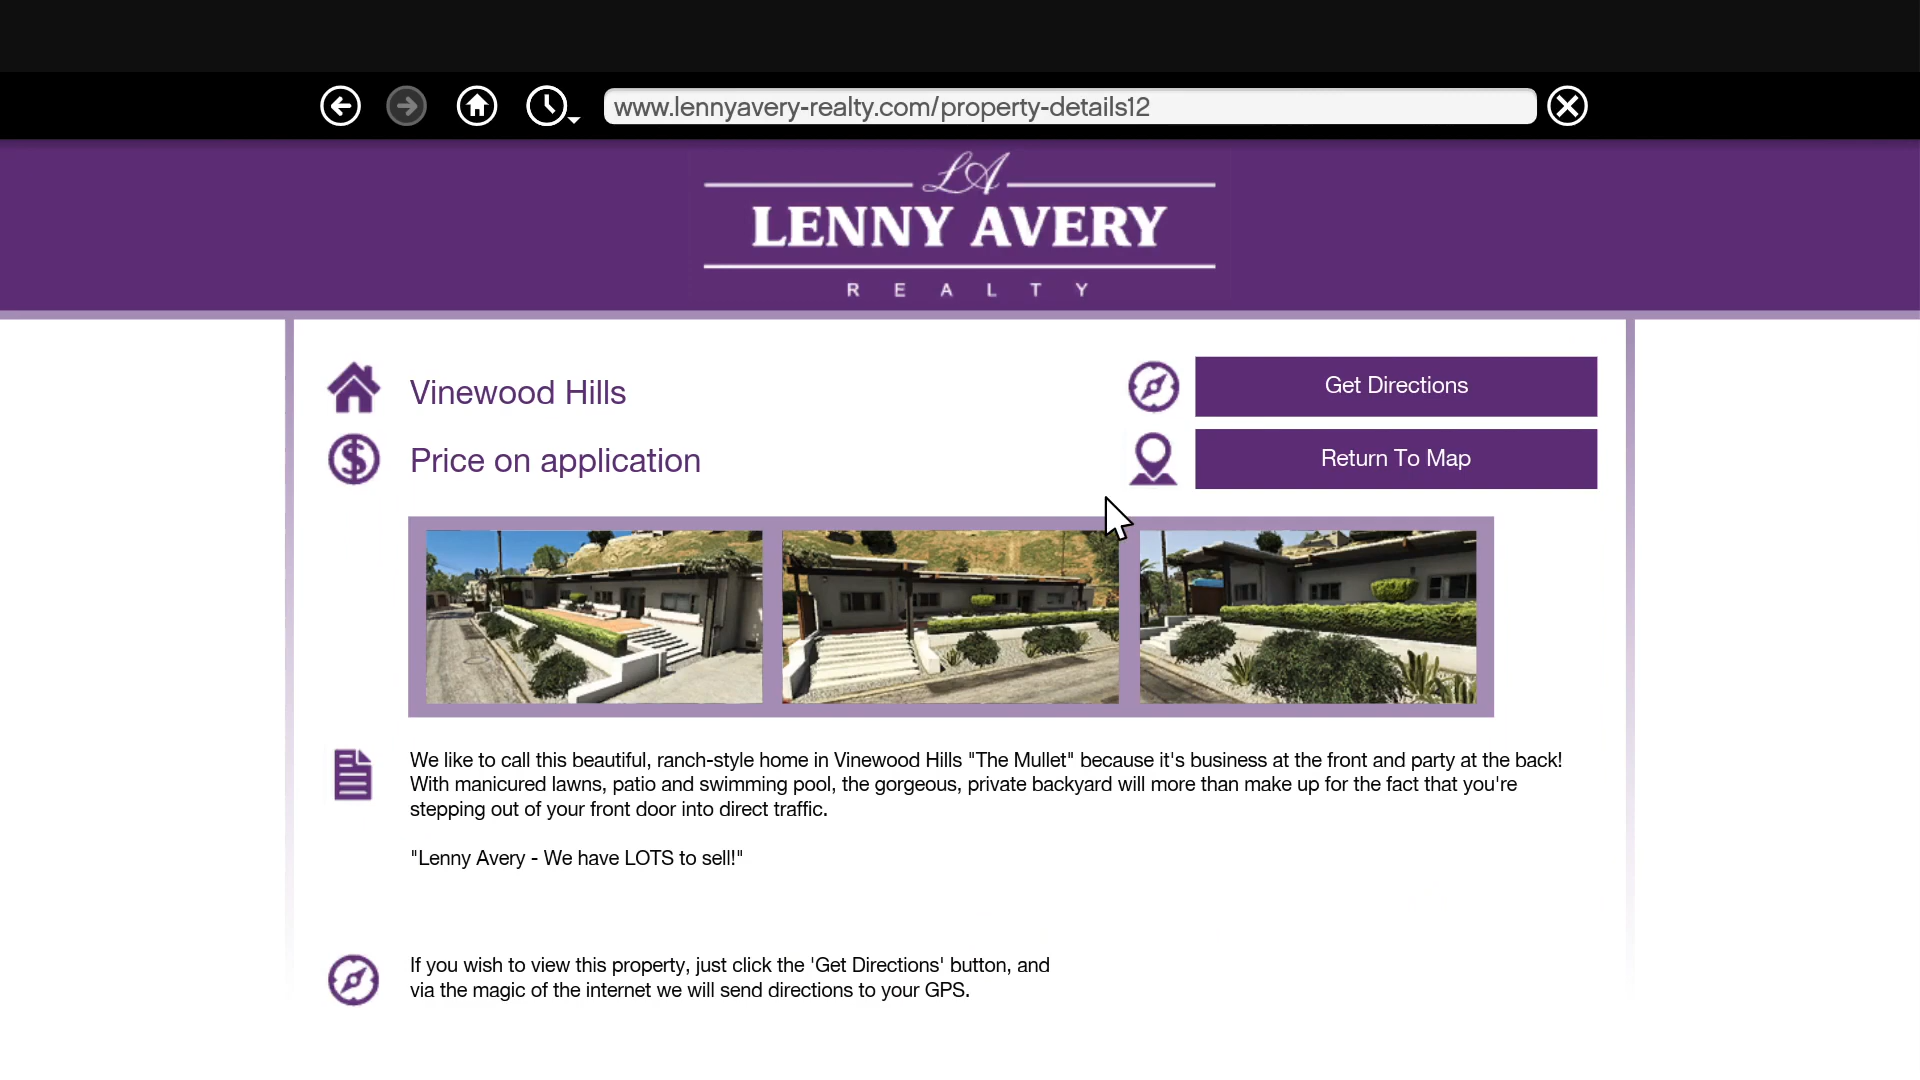 www.lennyavery-realty.com/property-details12
LA
LENNY AVERY
REALTY
Vinewood Hills
Get Directions
Price on application
Return To Map
We like to call this beautiful, ranch-style home in Vinewood Hills "The Mullet" because it's business at the front and party at the back!
With manicured lawns, patio and swimming pool, the gorgeous, private backyard will more than make up for the fact that you're
stepping out of your front door into direct traffic.
"Lenny Avery - We have LOTS to sell!"
If you wish to view this property, just click the 'Get Directions' button, and
via the magic of the internet we will send directions to your GPS.